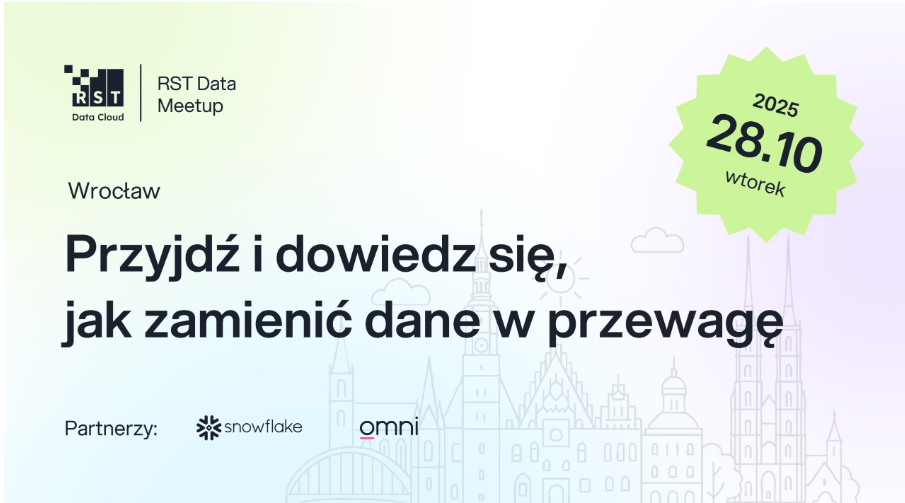 RST
Data Cloud
RST Data
Meetup
2025
28.10
wtorek
Wrocław
Przyjdź i dowiedz się,
jak zamienić dane w przewagę
Partnerzy:
snowflake
omni